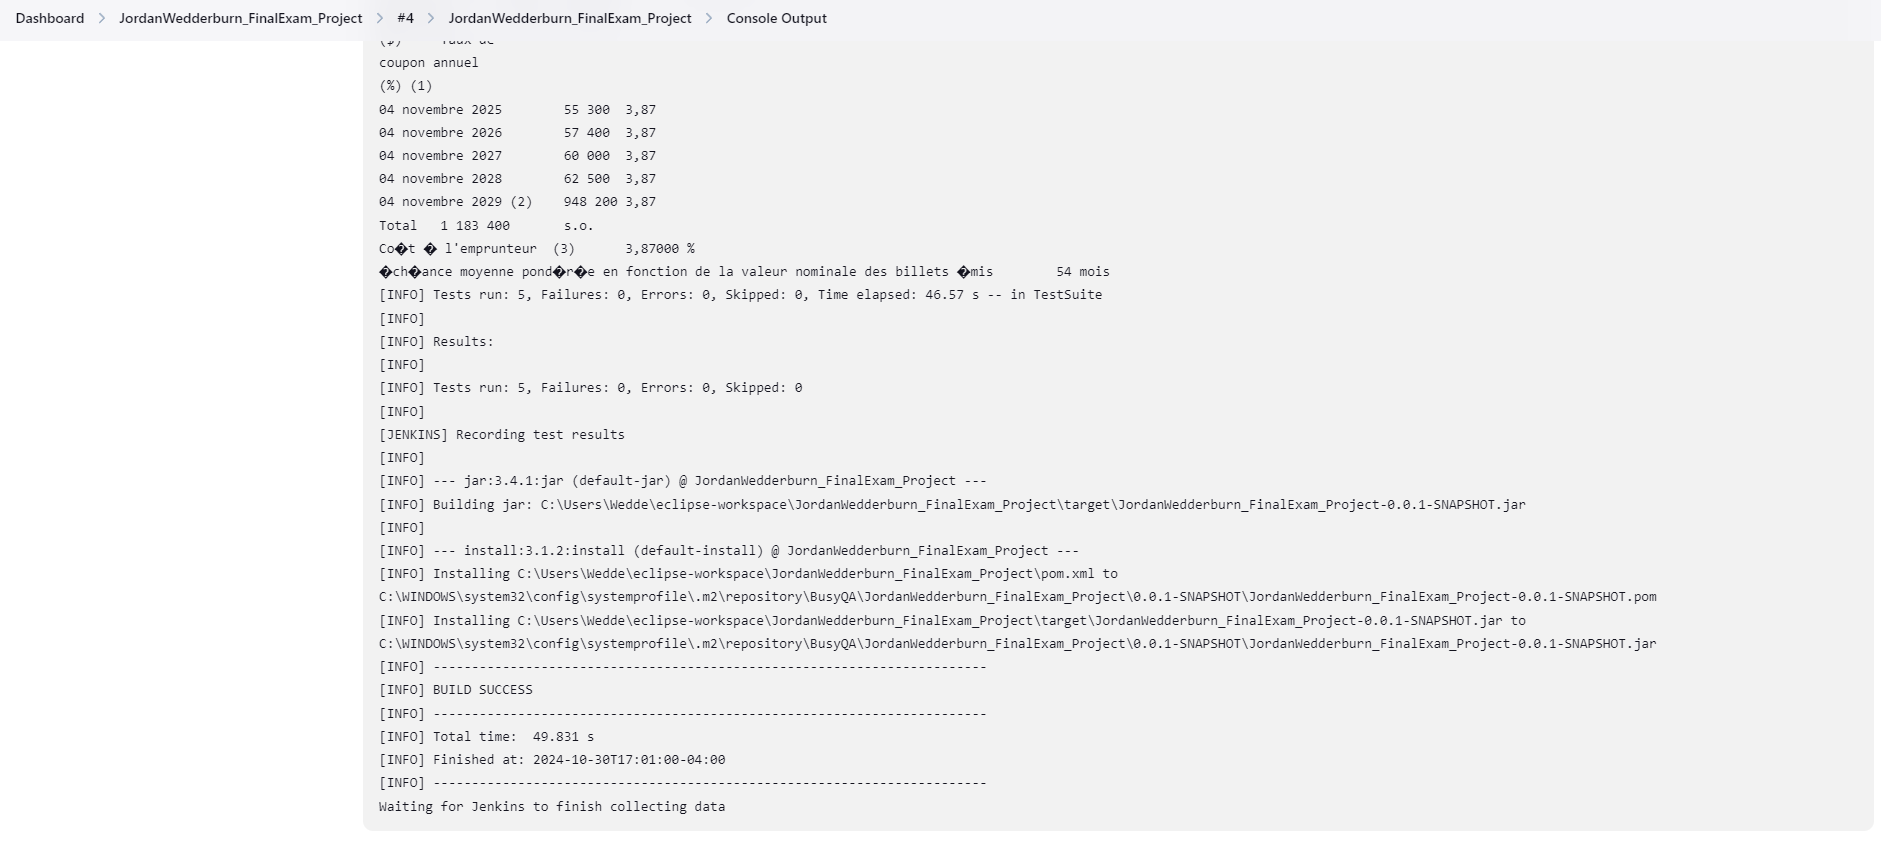 Dashboard > JordanWedderburn_FinalExam_Project > #4 > JordanWedderburn_FinalExam_Project > Console Output
($) Taux de
coupon annuel
(%) (1)
04 novembre 2025 55 300 3,87
04 novembre 2026 57 400 3,87
04 novembre 2027 60 000 3,87
04 novembre 2028 62 500 3,87
04 novembre 2029 (2) 948 200 3,87
Total 1 183 400 s.o.
Co�t � l'emprunteur (3) 3,87000 %
�ch�ance moyenne pond�r�e en fonction de la valeur nominale des billets �mis 54 mois
[INFO] Tests run: 5, Failures: 0, Errors: 0, Skipped: 0, Time elapsed: 46.57 s -- in TestSuite
[INFO]
[INFO] Results:
[INFO]
[INFO] Tests run: 5, Failures: 0, Errors: 0, Skipped: 0
[INFO]
[JENKINS] Recording test results
[INFO]
[INFO] --- jar:3.4.1:jar (default-jar) @ JordanWedderburn_FinalExam_Project ---
[INFO] Building jar: C:\Users\Wedde\eclipse-workspace\JordanWedderburn_FinalExam_Project\target\JordanWedderburn_FinalExam_Project-0.0.1-SNAPSHOT.jar
[INFO]
[INFO] --- install:3.1.2:install (default-install) @ JordanWedderburn_FinalExam_Project ---
[INFO] Installing C:\Users\Wedde\eclipse-workspace\JordanWedderburn_FinalExam_Project\pom.xml to
C:\WINDOWS\system32\config\systemprofile\.m2\repository\BusyQA\JordanWedderburn_FinalExam_Project\0.0.1-SNAPSHOT\JordanWedderburn_FinalExam_Project-0.0.1-SNAPSHOT.pom
[INFO] Installing C:\Users\Wedde\eclipse-workspace\JordanWedderburn_FinalExam_Project\target\JordanWedderburn_FinalExam_Project-0.0.1-SNAPSHOT.jar to
C:\WINDOWS\system32\config\systemprofile\.m2\repository\BusyQA\JordanWedderburn_FinalExam_Project\0.0.1-SNAPSHOT\JordanWedderburn_FinalExam_Project-0.0.1-SNAPSHOT.jar
[INFO] ------------------------------------------------------------------------
[INFO] BUILD SUCCESS
[INFO] ------------------------------------------------------------------------
[INFO] Total time:  49.831 s
[INFO] Finished at: 2024-10-30T17:01:00-04:00
[INFO] ------------------------------------------------------------------------
Waiting for Jenkins to finish collecting data